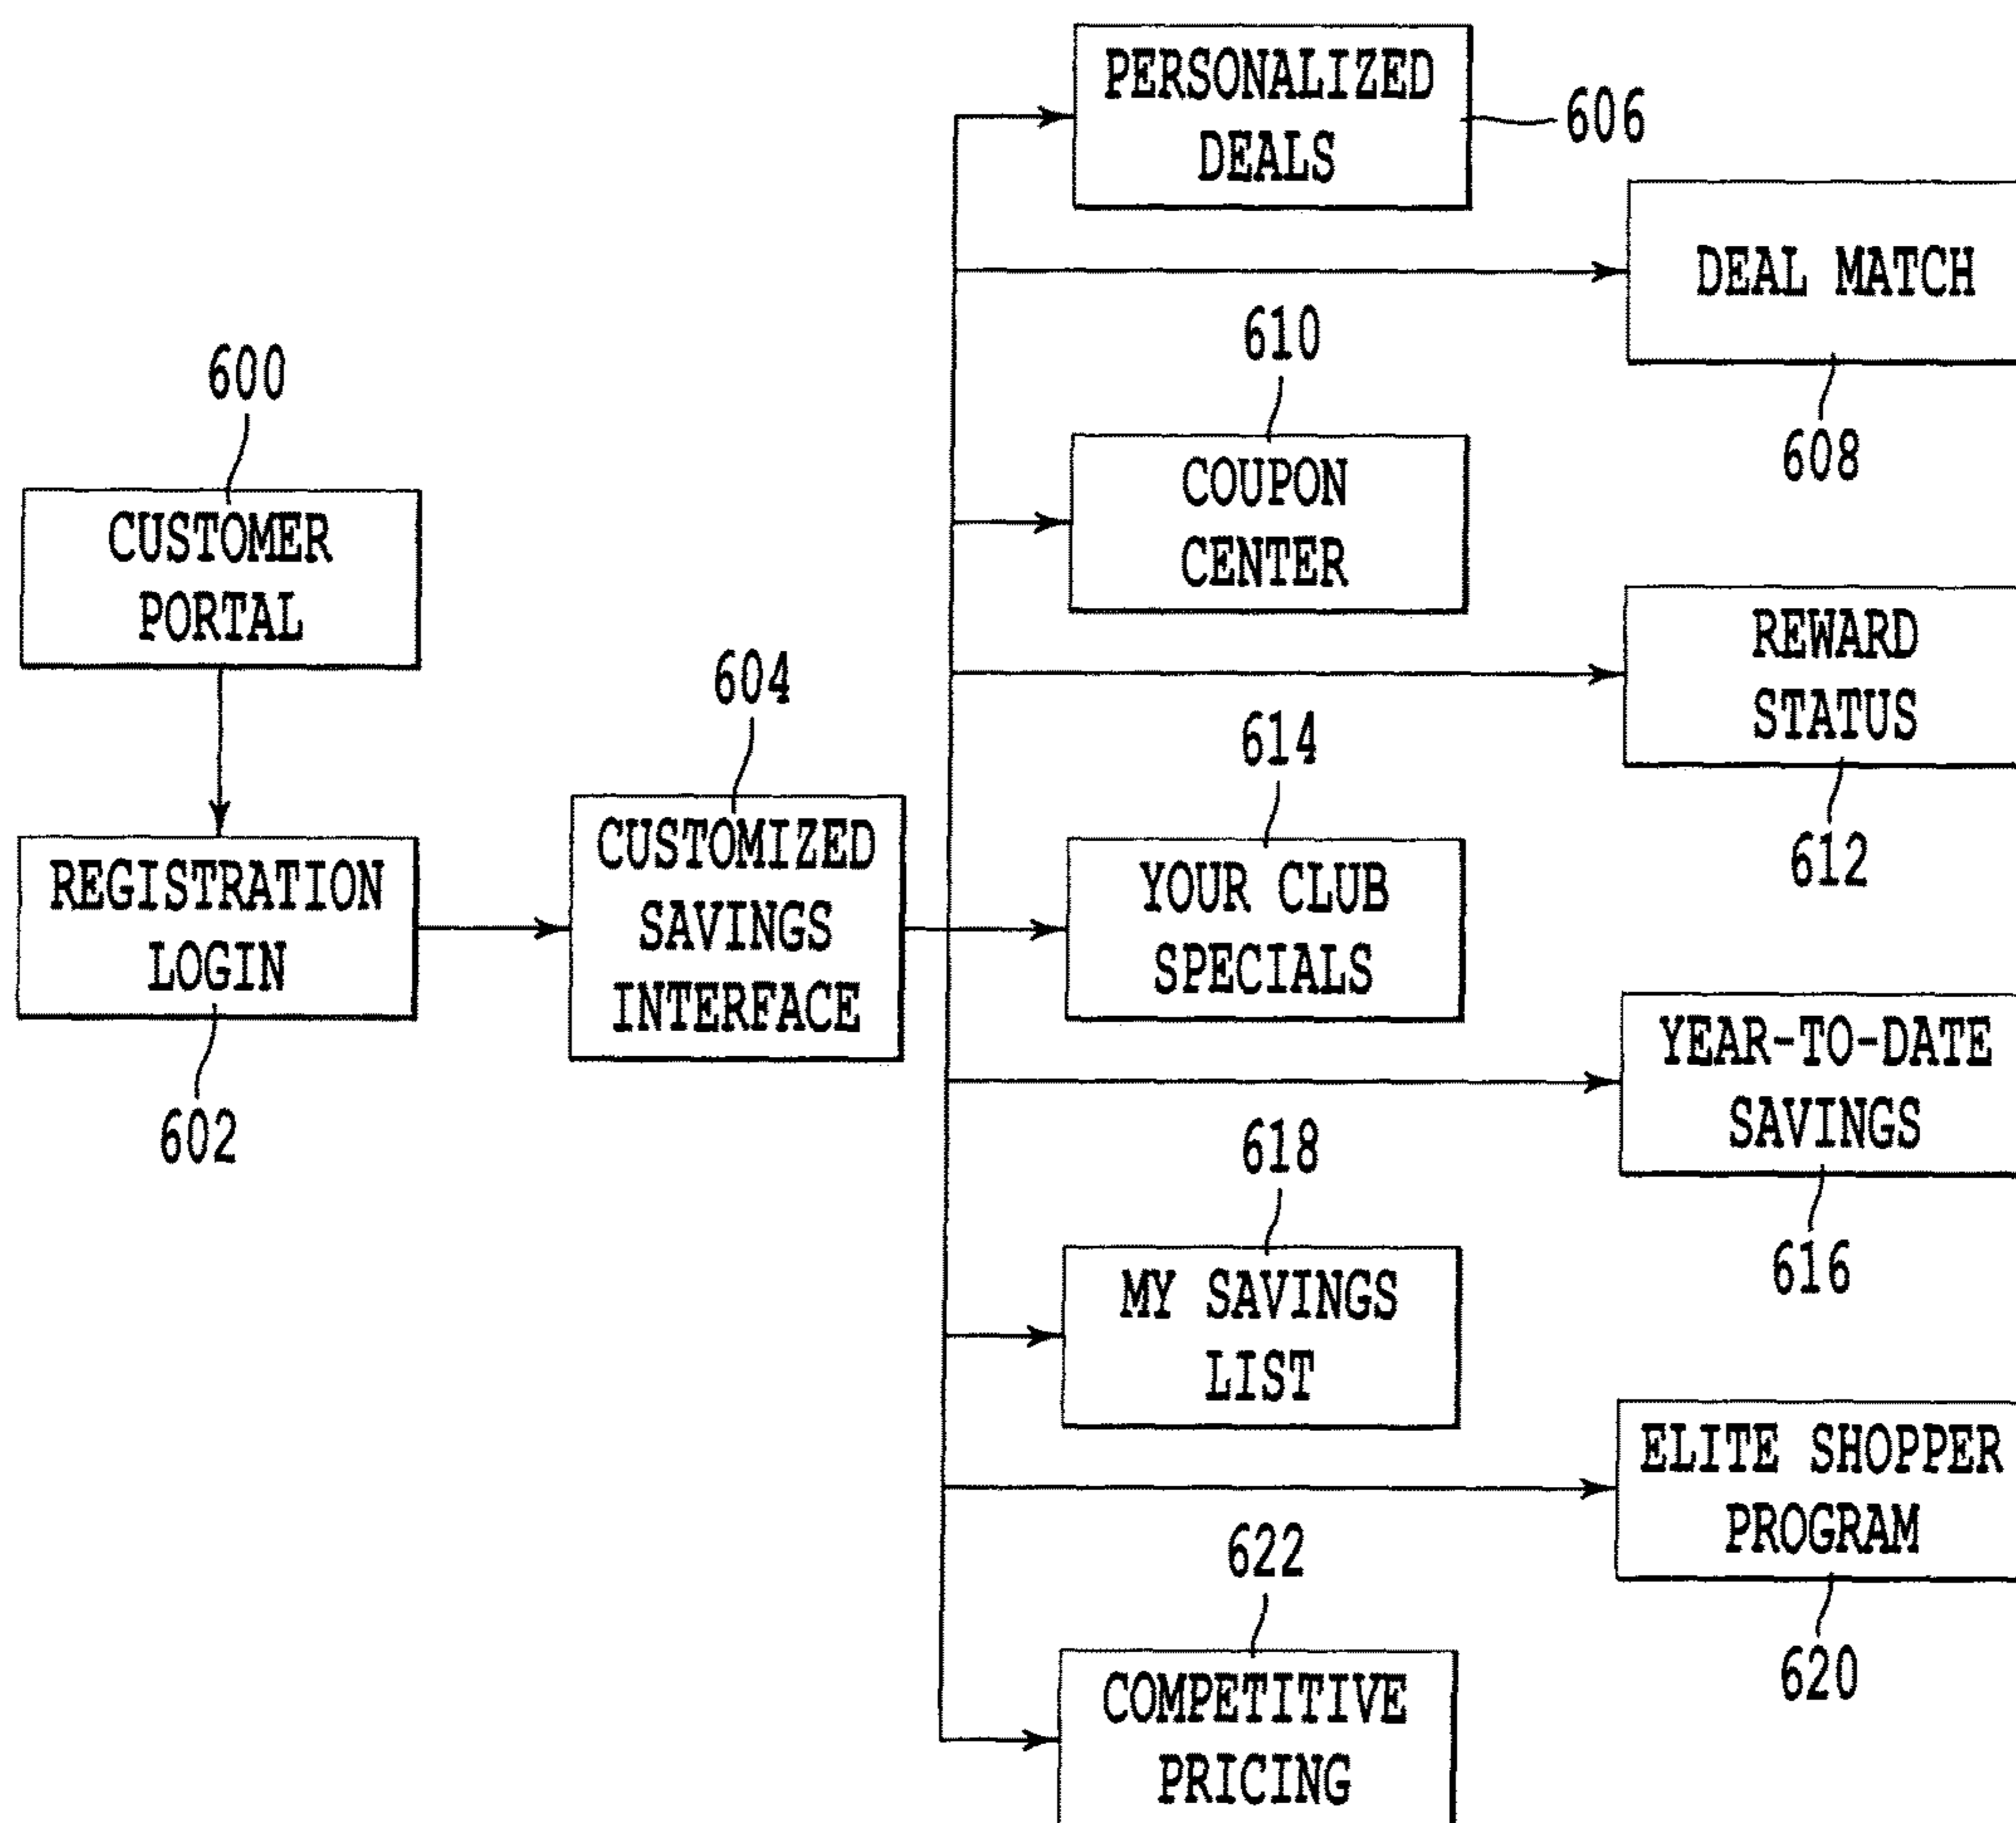 PERSONALIZED
DEALS
606
DEAL MATCH
608
610
COUPON
CENTER
600
CUSTOMER
PORTAL
REWARD
STATUS
612
604
614
CUSTOMIZED
SAVINGS
INTERFACE
REGISTRATION
LOGIN
602
YOUR CLUB
SPECIALS
YEAR-TO-DATE
SAVINGS
616
618
MY SAVINGS
LIST
ELITE SHOPPER
PROGRAM
620
622
COMPETITIVE
PRICING